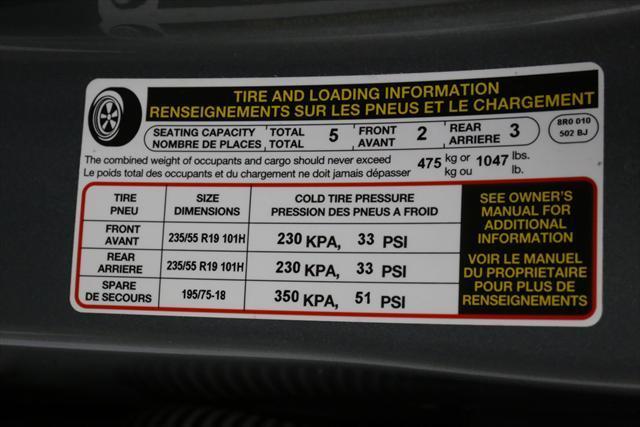 TIRE AND LOADING INFORMATION
RENSEIGNEMENTS SUR LES PNEUS ET LE CHARGEMENT
SEATING CAPACITY TOTAL 5 FRONT 2 REAR 3
NOMBRE DE PLACES TOTAL AVANT ARRIERE
8R0 010
502 BJ
The combined weight of occupants and cargo should never exceed 475 kg or 1047 lbs.
Le poids total des occupants et du chargement ne doit jamais dépasser kg ou lb.
TIRE SIZE COLD TIRE PRESSURE
PNEU DIMENSIONS PRESSION DES PNEUS A FROID
FRONT
AVANT 235/55 R19 101H 230 KPA, 33 PSI
REAR
ARRIERE 235/55 R19 101H 230 KPA, 33 PSI
SPARE
DE SECOURS 195/75-18 350 KPA, 51 PSI
SEE OWNER'S
MANUAL FOR
ADDITIONAL
INFORMATION
VOIR LE MANUEL
DU PROPRIETAIRE
POUR PLUS DE
RENSEIGNEMENTS